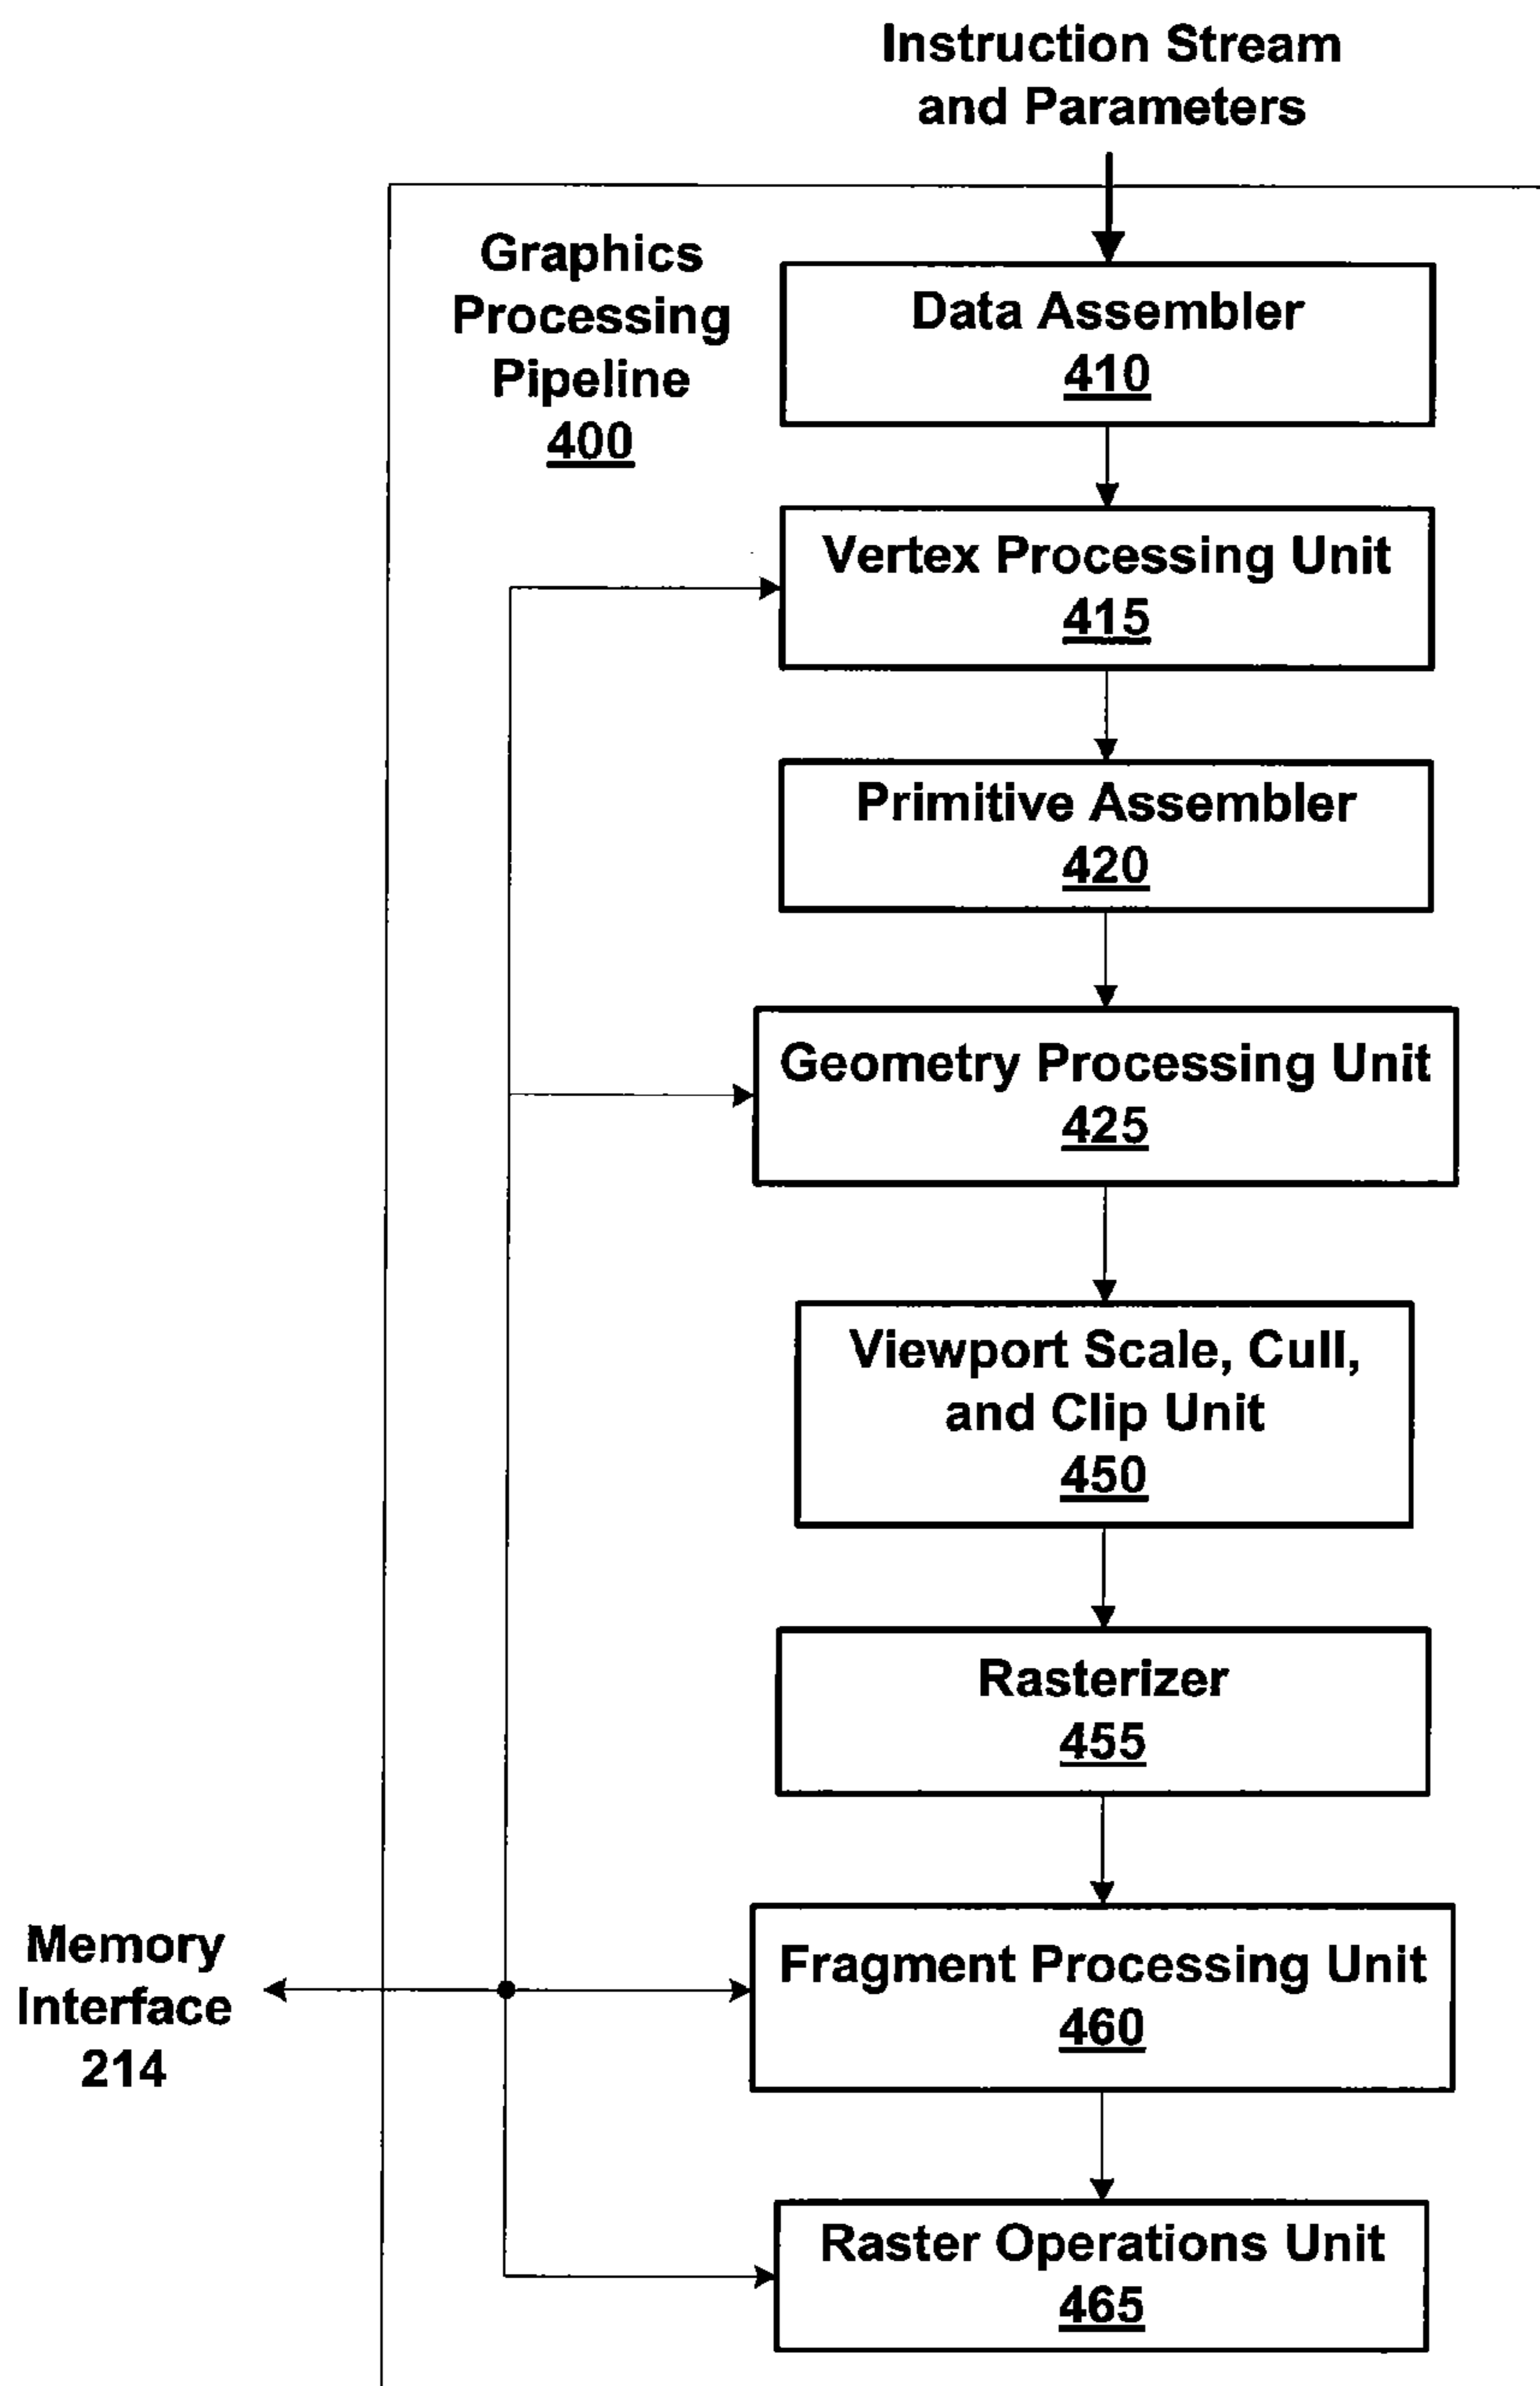 Instruction Stream
and Parameters
Graphics
Processing
Pipeline
400
Data Assembler
410
Vertex Processing Unit
415
Primitive Assembler
420
Geometry Processing Unit
425
Viewport Scale, Cull,
and Clip Unit
450
Rasterizer
455
Memory
Interface
214
Fragment Processing Unit
460
Raster Operations Unit
465